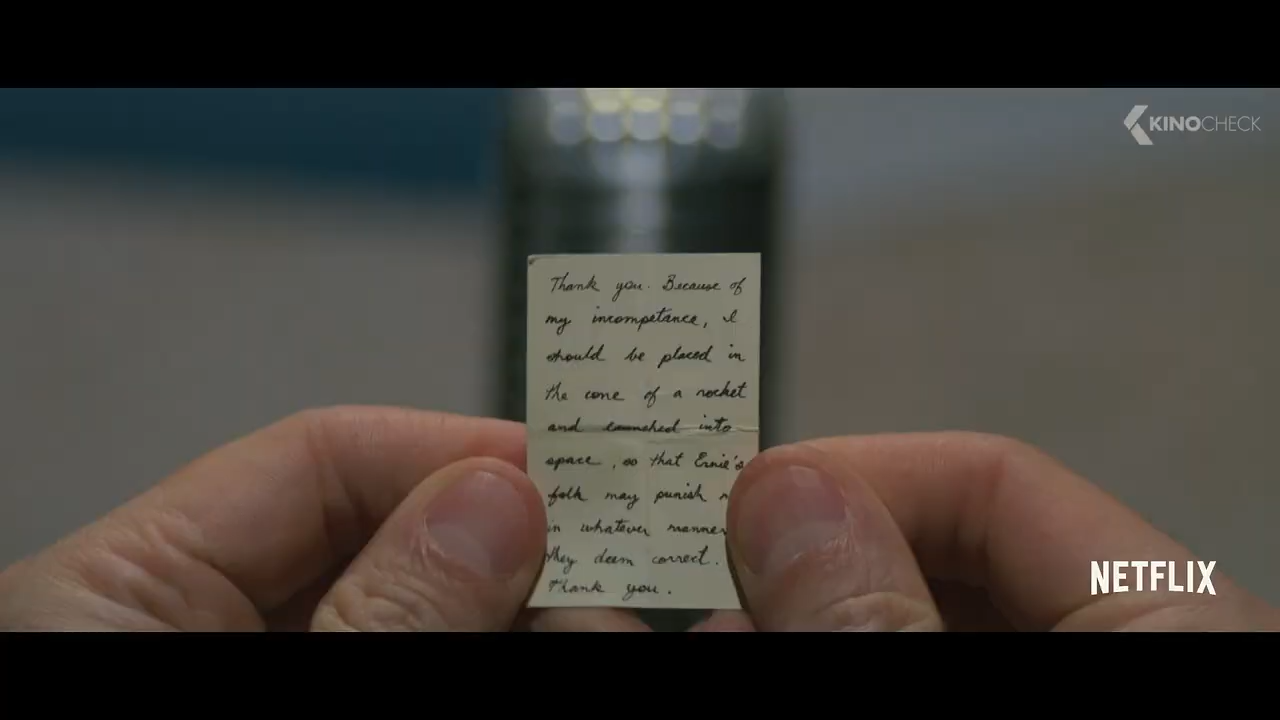 KINOCHECK
Thank you. Because of
my incompetance, I
should be placed in
the cone of a rocket
and launched into
space, so that Ernie's
folk may punish
in whatever manner
they deem correct.
Thank you.
NETFLIX